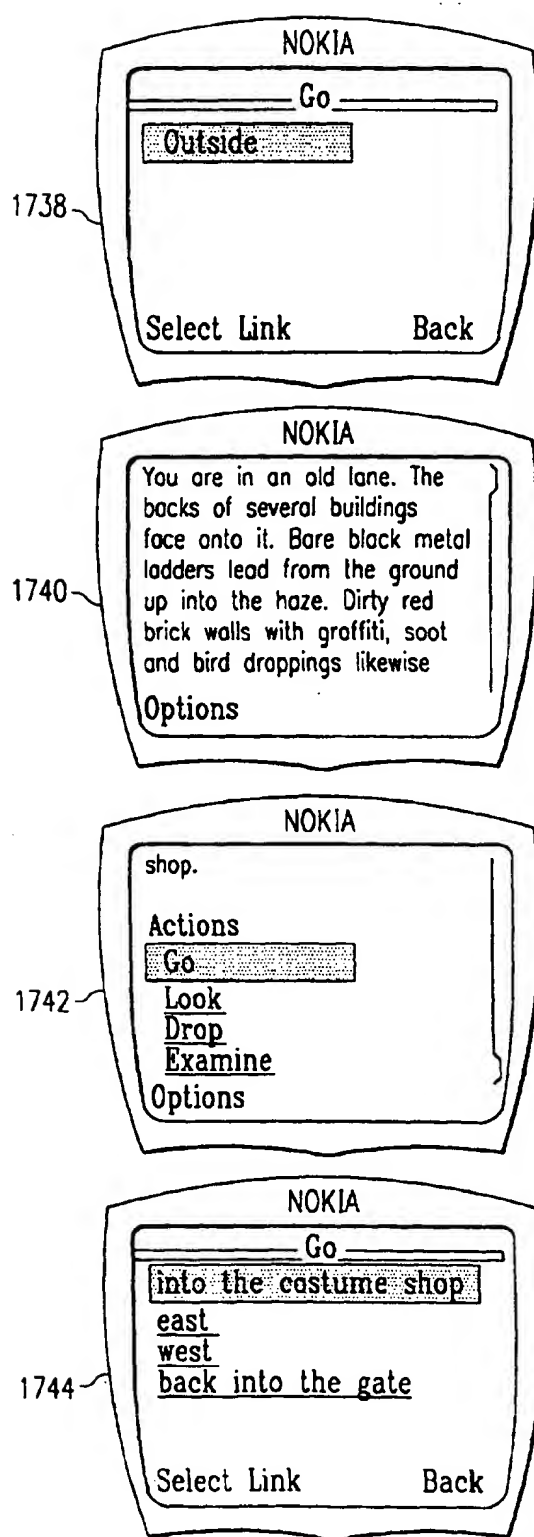 NOKIA
Go
Outside
1738
Select Link Back
NOKIA
You are in an old lane. The
backs of several buildings
face onto it. Bare black metal
1740
ladders lead from the ground
up into the haze. Dirty red
brick walls with graffiti, soot
and bird droppings likewise
Options
NOKIA
shop.
Actions
Go
1742
Look
Drop
Examine
Options
NOKIA
Go
into the costume shop
east
west
1744
back into the gate
Select Link Back